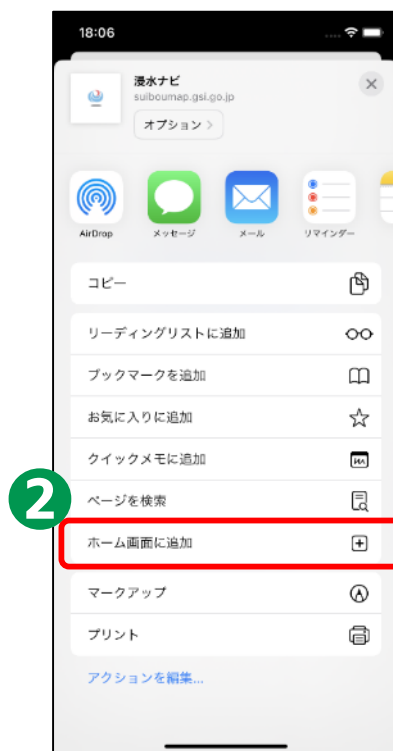 18:06
浸水ナビ
suiboumap.gsi.go.jp
オプション
AirDrop メッセージ メール リマインダー
コピー
リーディングリストに追加
ブックマークを追加
お気に入りに追加
クイックメモに追加
2
ページを検索
ホーム画面に追加
マークアップ
プリント
アクションを編集...